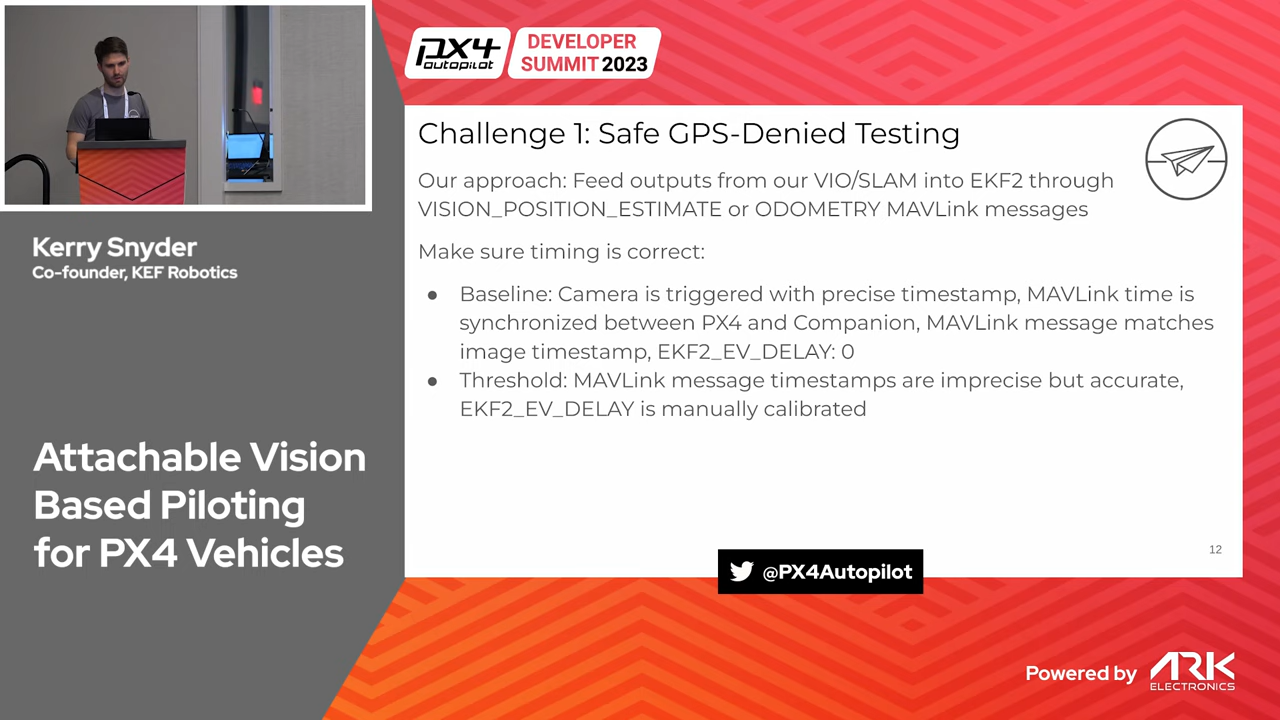 PX4
autopilot
DEVELOPER
SUMMIT 2023
Challenge 1: Safe GPS-Denied Testing
Our approach: Feed outputs from our VIO/SLAM into EKF2 through
VISION_POSITION_ESTIMATE or ODOMETRY MAVLink messages
Make sure timing is correct:
● Baseline: Camera is triggered with precise timestamp, MAVLink time is
synchronized between PX4 and Companion, MAVLink message matches
image timestamp, EKF2_EV_DELAY: 0
● Threshold: MAVLink message timestamps are imprecise but accurate,
EKF2_EV_DELAY is manually calibrated
12
Kerry Snyder
Co-founder, KEF Robotics
Attachable Vision
Based Piloting
for PX4 Vehicles
@PX4Autopilot
Powered by ARK
ELECTRONICS